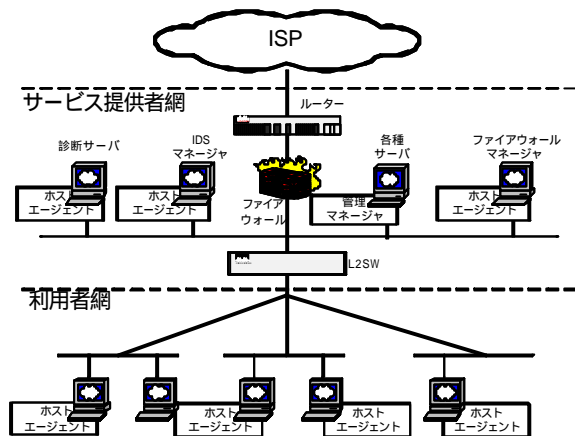 ISP
サービス提供者網
ルーター
診断サーバ
IDS
マネージャ
各種
サーバ
ファイアウォール
マネージャ
ホスト
エージェント
ホスト
エージェント
ファイア
ウォール
管理
マネージャ
ホスト
エージェント
L2SW
利用者網
ホスト
エージェント
ホスト
エージェント
ホスト
エージェント
ホスト
エージェント